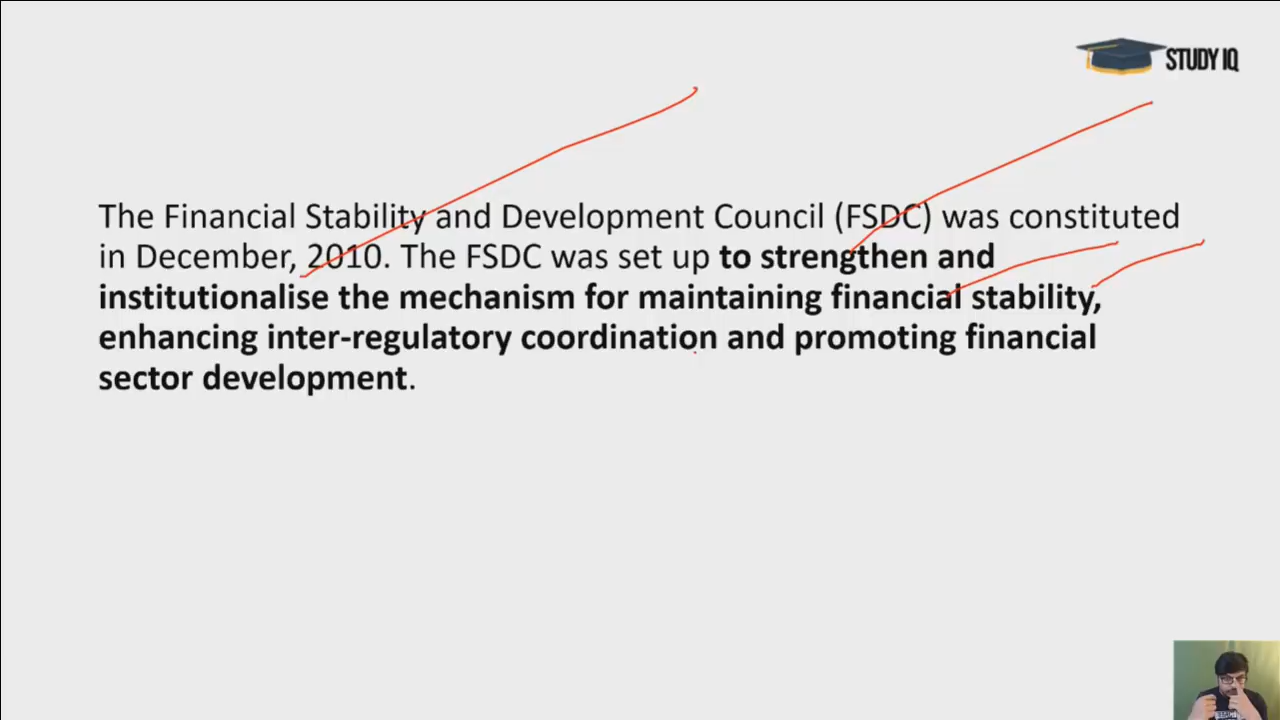 STUDY IQ
The Financial Stability and Development Council (FSDC) was constituted
in December, 2010. The FSDC was set up to strengthen and
institutionalise the mechanism for maintaining financial stability,
enhancing inter-regulatory coordination and promoting financial
sector development.